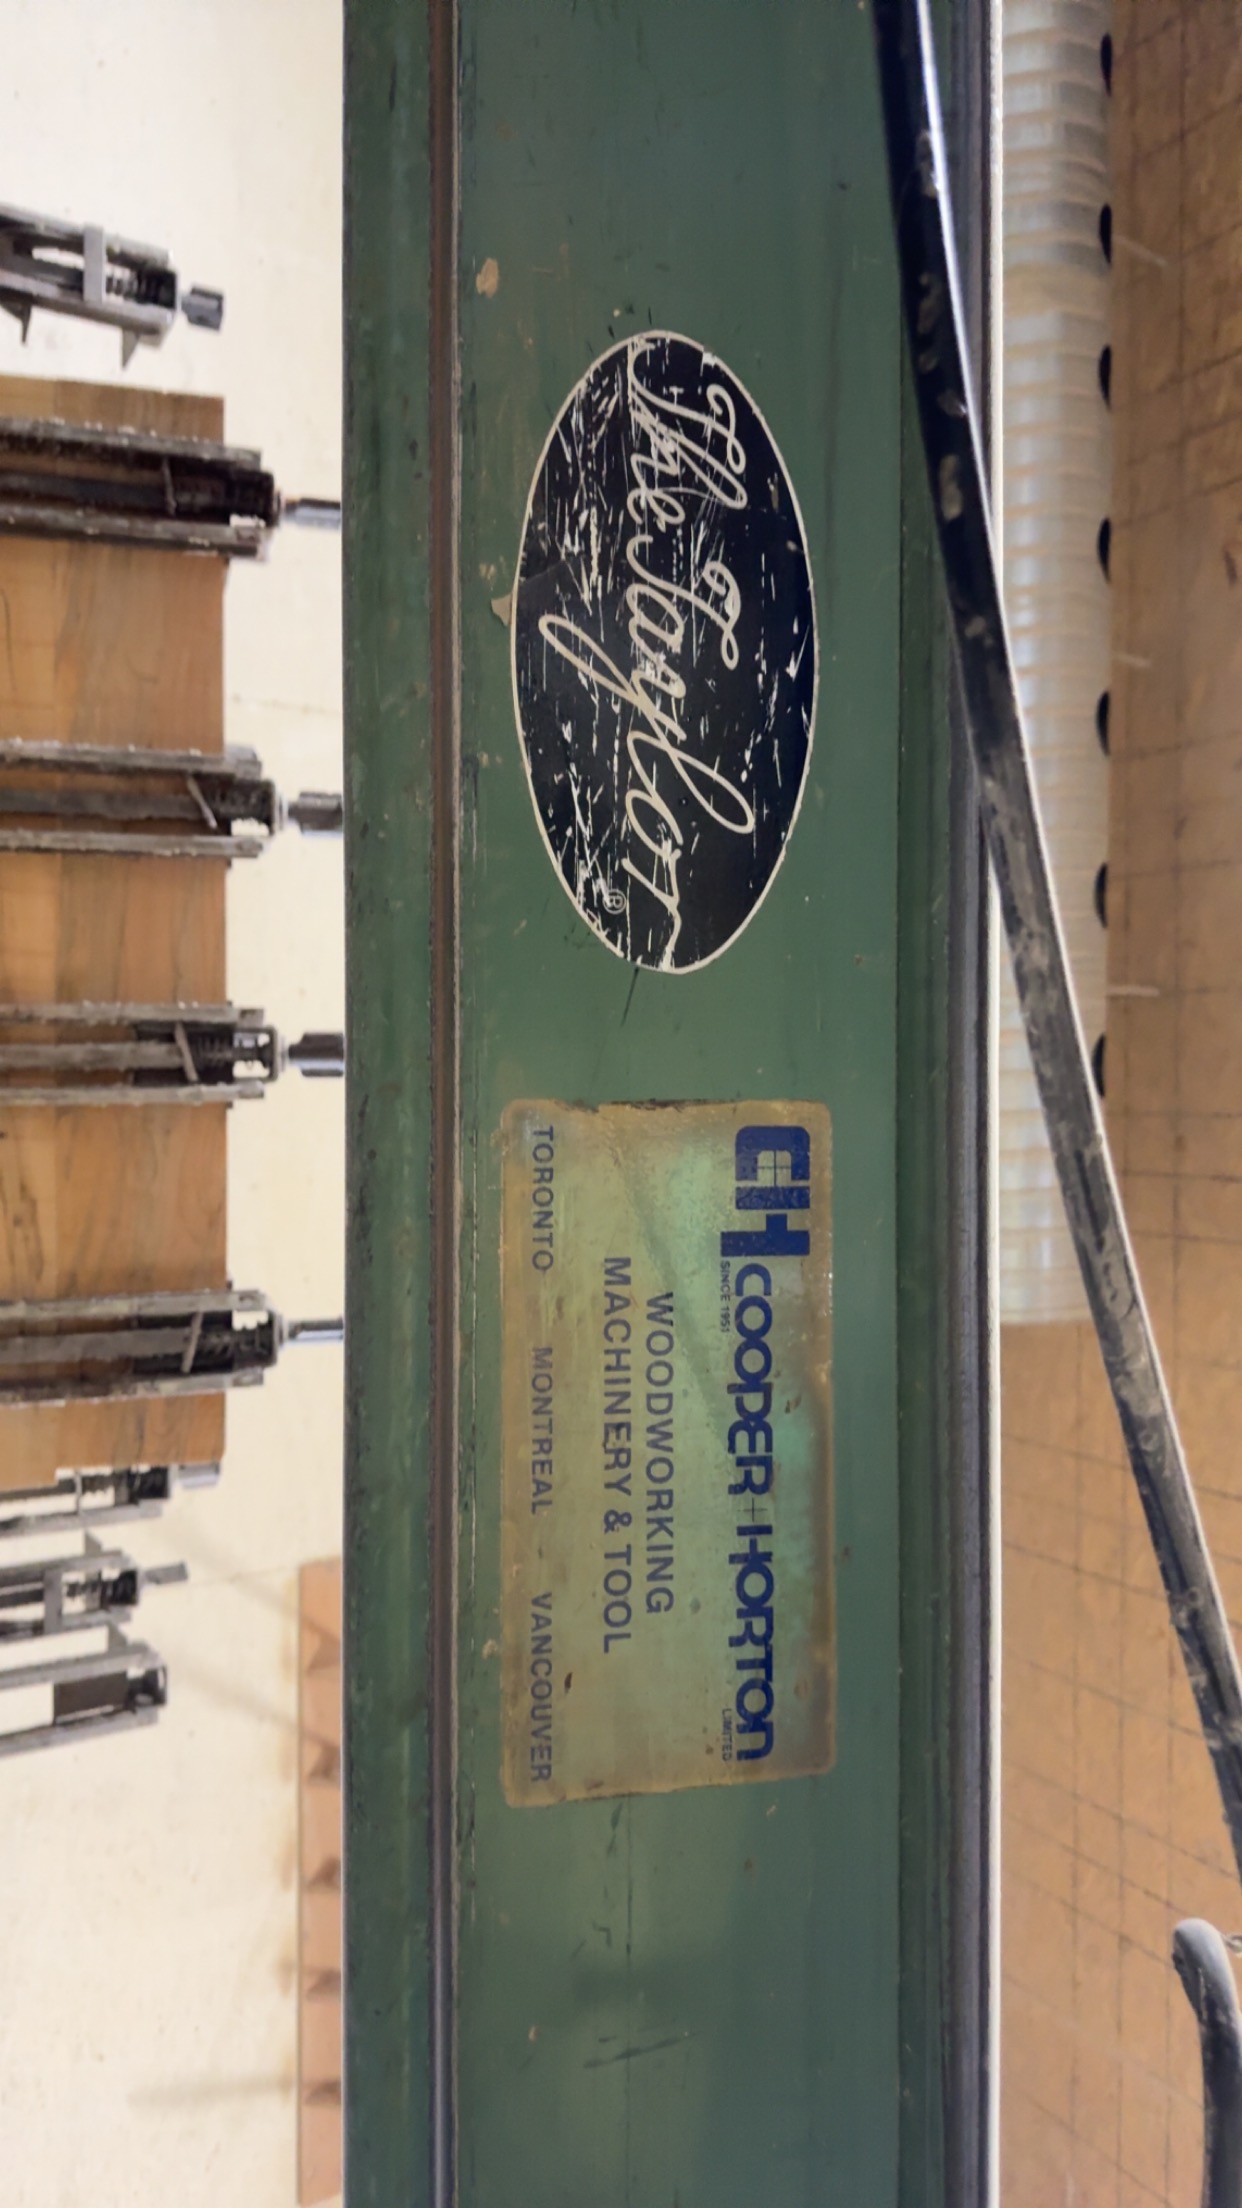 The Taylor ®
CH COOPER-HORTON
SINCE 1951 LIMITED
WOODWORKING
MACHINERY & TOOL
TORONTO MONTREAL VANCOUVER